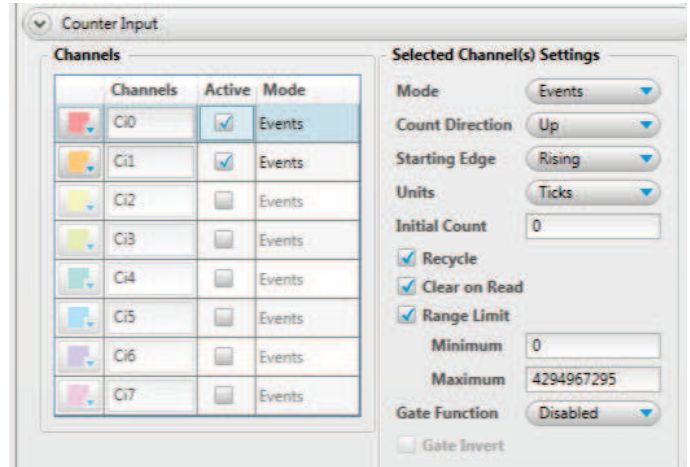 Counter Input
Channels
Channels Active Mode
Ci0 Events
Ci1 Events
Ci2 Events
Ci3 Events
Ci4 Events
Ci5 Events
Ci6 Events
Ci7 Events
Selected Channel(s) Settings
Mode Events
Count Direction Up
Starting Edge Rising
Units Ticks
Initial Count 0
Recycle
Clear on Read
Range Limit
Minimum 0
Maximum 4294967295
Gate Function Disabled
Gate Invert